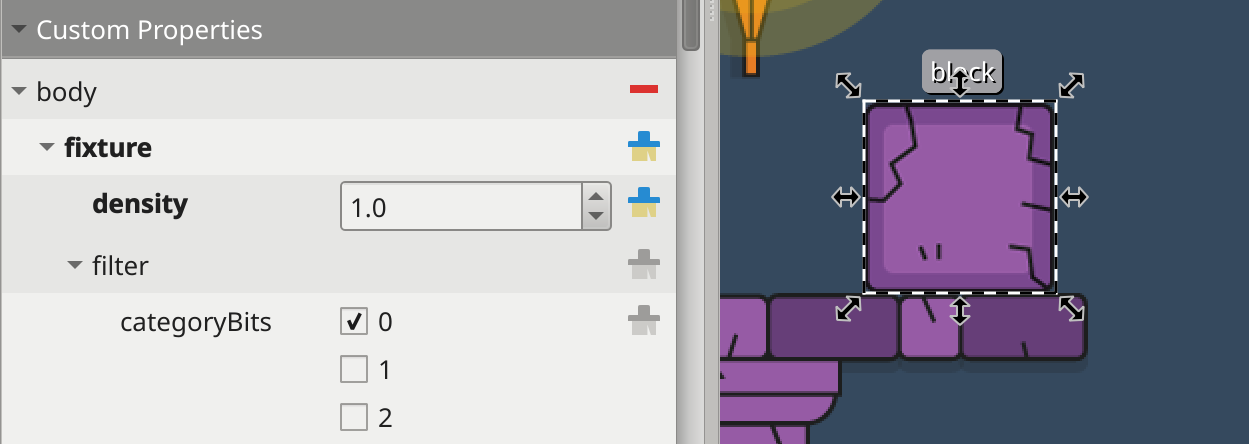 Custom Properties
body
fixture
density 1.0
filter
categoryBits 0
1
2
block